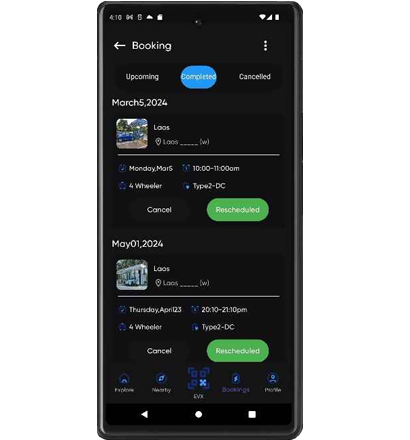 4:10
Booking
Upcoming Completed Cancelled
March5,2024
Laos
Laos _____ (w)
Monday,Mar5 10:00-11:00am
4 Wheeler Type2-DC
Cancel Rescheduled
May01,2024
Laos
Laos _____ (w)
Thursday,April23 20:10-21:10pm
4 Wheeler Type2-DC
Cancel Rescheduled
Explore Nearby EVX Bookings Profile